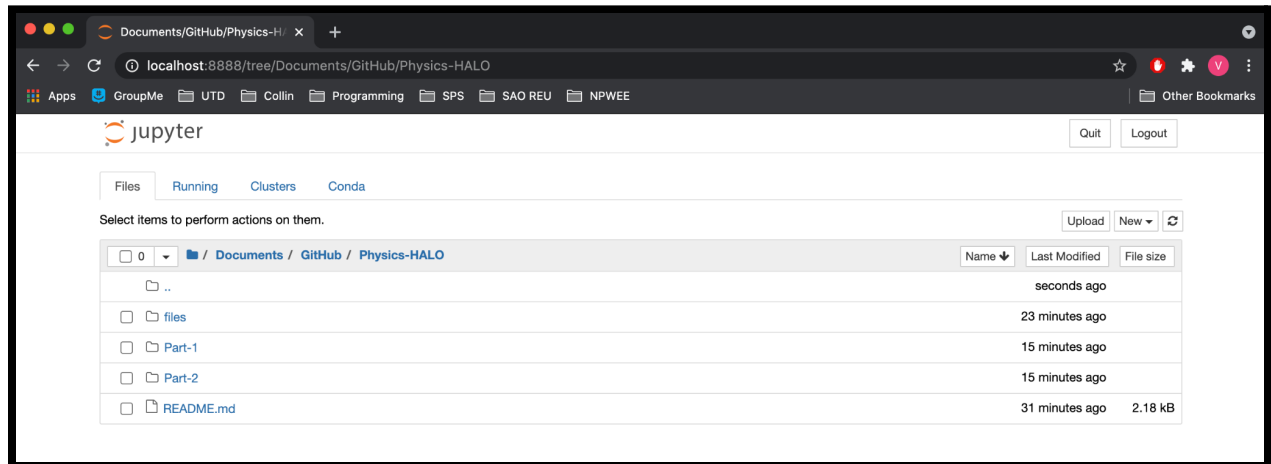 Documents/GitHub/Physics-HA
localhost:8888/tree/Documents/GitHub/Physics-HALO
V
Apps GroupMe UTD Collin Programming SPS SAO REU NPWEE Other Bookmarks
jupyter Quit Logout
Files Running Clusters Conda
Select items to perform actions on them. Upload New
0 / Documents / GitHub / Physics-HALO Name Last Modified File size
.. seconds ago
files 23 minutes ago
Part-1 15 minutes ago
Part-2 15 minutes ago
README.md 31 minutes ago 2.18 kB